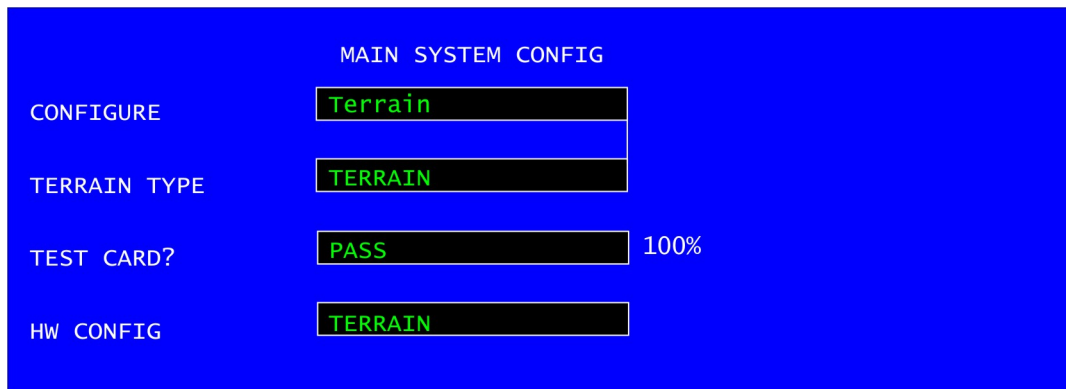 MAIN SYSTEM CONFIG
CONFIGURE Terrain
TERRAIN TYPE TERRAIN
TEST CARD? PASS 100%
HW CONFIG TERRAIN